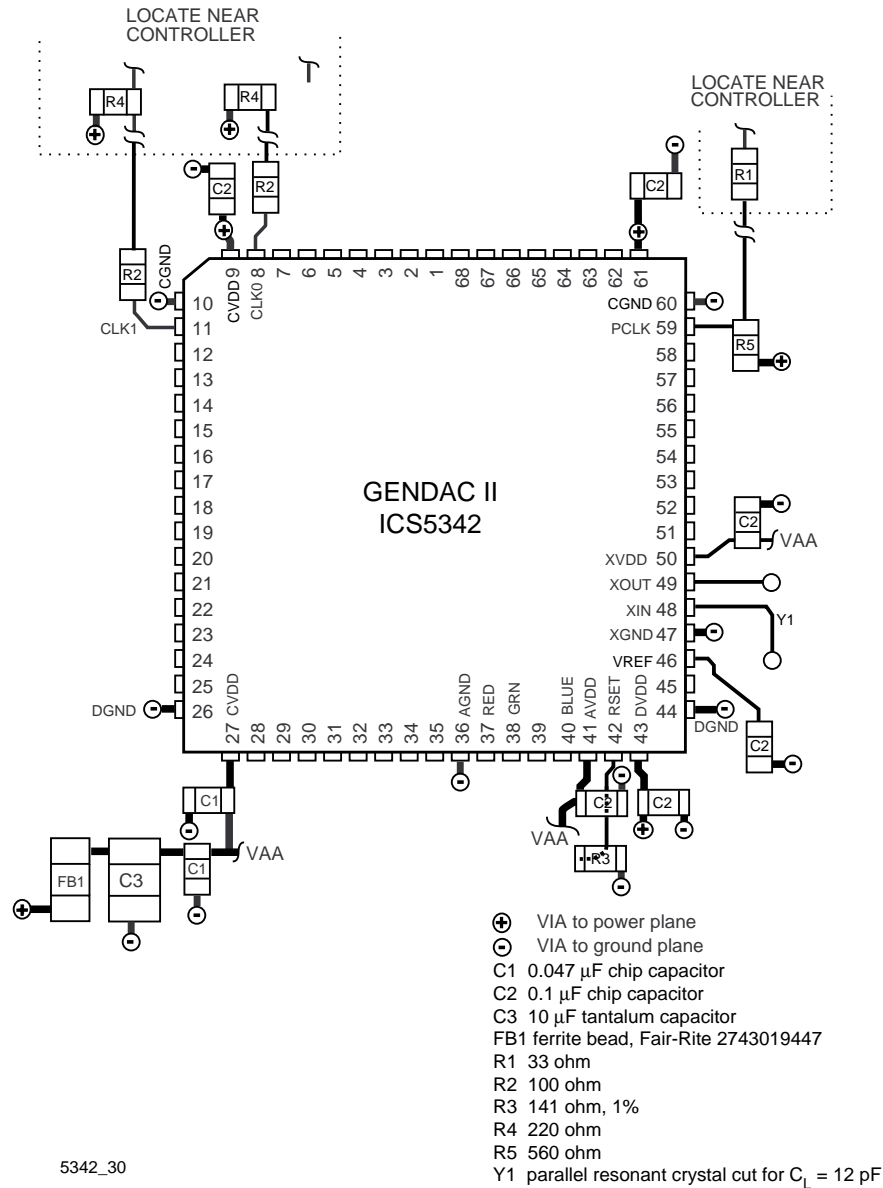 LOCATE NEAR
CONTROLLER
LOCATE NEAR
CONTROLLER
R4
R4
R1
C2
R2
C2
R2
CGND
CVDD 9
CLK0 8
7
6
5
4
3
2
1
68
67
66
65
64
63
62
61
10
CLK1
11
12
13
14
15
16
17
18
19
20
21
22
23
24
25
DGND
26
CGND 60
PCLK 59
R5
58
57
56
55
54
53
52
51
C2
VAA
XVDD 50
XOUT 49
XIN 48
Y1
XGND 47
VREF 46
45
44
DGND
C2
GENDAC II
ICS5342
27 CVDD
28
29
30
31
32
33
34
35
36 AGND
37 RED
38 GRN
39
40 BLUE
41 AVDD
42 RSET
43 DVDD
C1
C2
C2
VAA
R3
FB1
C3
C1
VAA
VIA to power plane
VIA to ground plane
C1 0.047 μF chip capacitor
C2 0.1 μF chip capacitor
C3 10 μF tantalum capacitor
FB1 ferrite bead, Fair-Rite 2743019447
R1 33 ohm
R2 100 ohm
R3 141 ohm, 1%
R4 220 ohm
R5 560 ohm
Y1 parallel resonant crystal cut for CL = 12 pF
5342_30